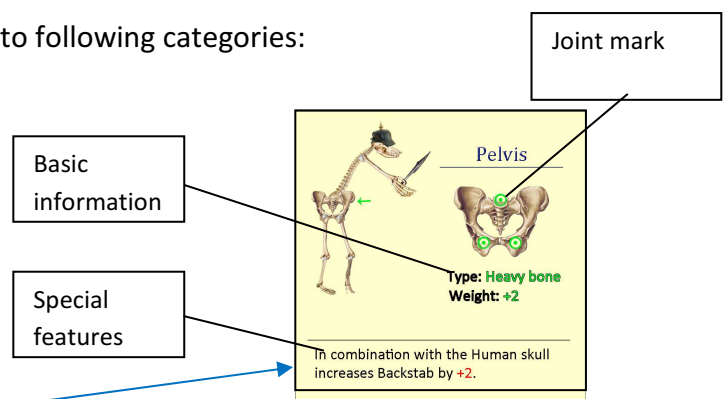 to following categories:
Joint mark
Basic
information
Pelvis
Type: Heavy bone
Weight: +2
Special
features
In combination with the Human skull
increases Backstab by +2.